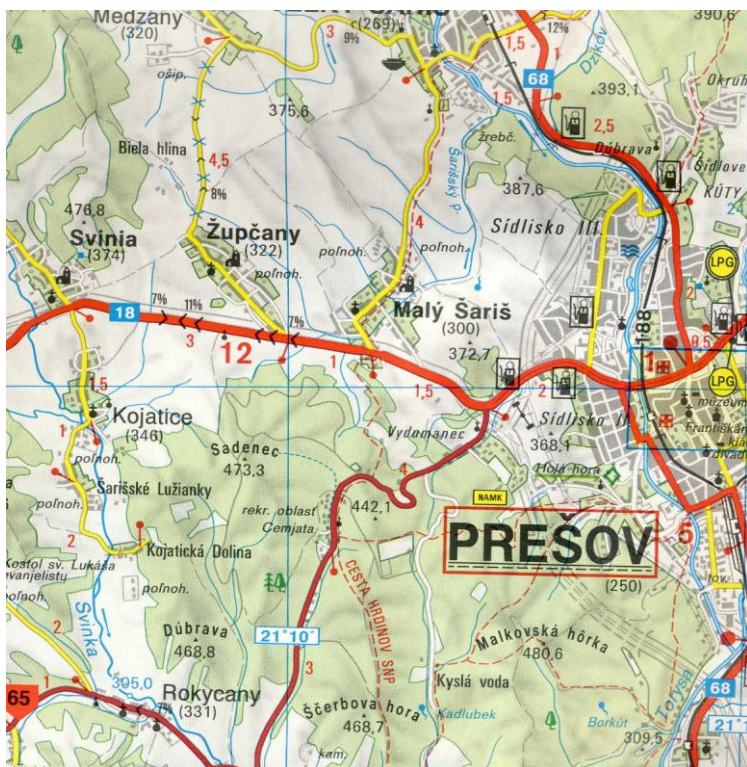 Medzany
(320)
(269)
3
9%
1,5
12%
390,6
1
68
Dzikov
393,1
Okruh
ošip.
375,6
1,5
2,5
žrebč.
Dúbrava
Biela hlina
4,5
Šarišský p.
Šidlove
8%
387,6
KÚTY
476,8
4
Sídlisko III
Svinia
(374)
Župčany
(322)
poľnoh.
poľnoh.
poľnoh.
LPG
2
18
7%
11%
7%
Malý Šariš
(300)
188
0,5
3
12
1
372,7
1
1,5
2
LPG
1,5
múzeum
Kojatice
(346)
1
Vydumanec
Sídlisko II
368,1
Františkán.
divadl
Sadenec
473,3
Holá hora
poľnoh.
4
Šarišské Lužianky
rekr. oblasť
Cemjata
442,1
NAMK
poľnoh.
PREŠOV
(250)
5
2
Kojatická Dolina
Kostol sv. Lukáša
evanjelistu
poľnoh.
poľnoh.
tov.
CESTA HRDINOV SNP
Svinka
Dúbrava
468,8
21°10´
Malkovská hôrka
480,6
2
3
1
395,0
Rokycany
(331)
7%
65
Kyslá voda
68
Ščerbova hora
468,7
Kadlubek
Borkút
Torysa
309,5
21°
kam.